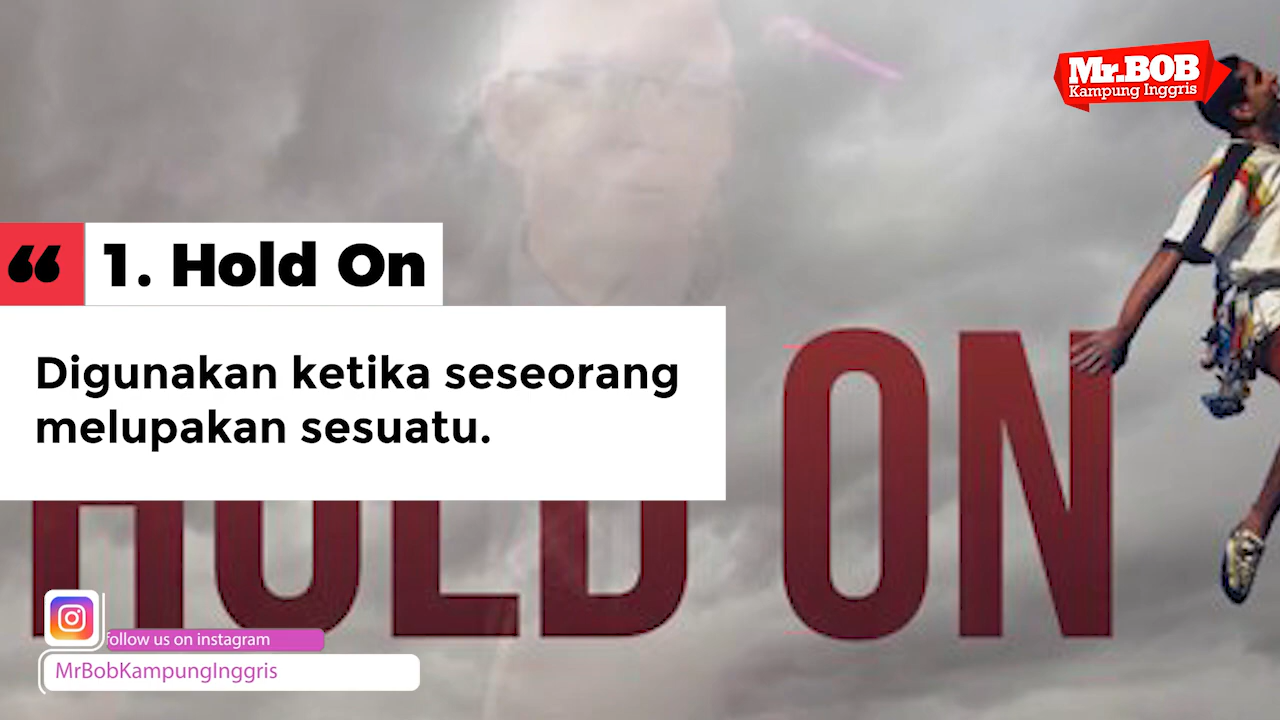 Mr.BOB
Kampung Inggris
“ 1. Hold On
Digunakan ketika seseorang
melupakan sesuatu.
HOLD ON
follow us on instagram
MrBobKampungInggris